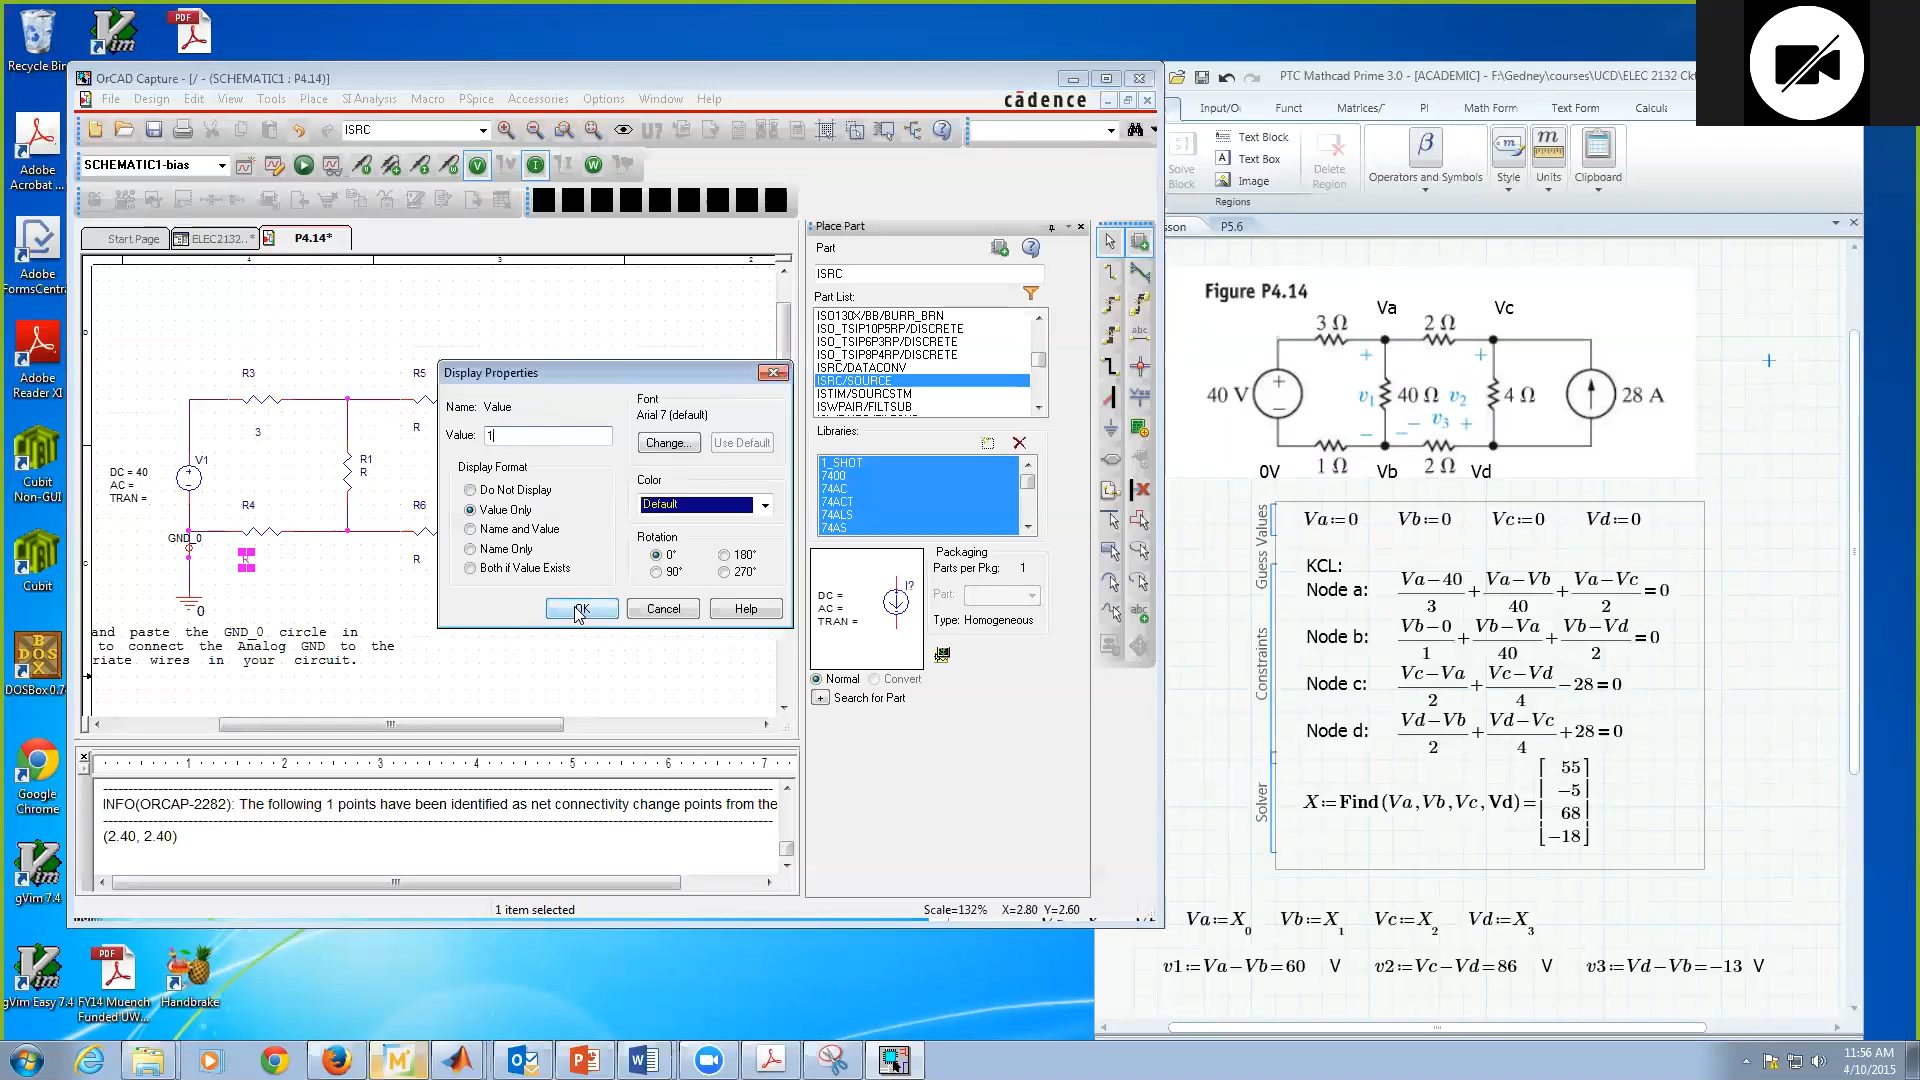 Recycle Bin
Adobe
Acrobat ...
Adobe
FormsCentr
Adobe
Reader XI
Cubit
Non-GUI
Cubit
DOSBox 0.74
Google
Chrome
gVim 7.4
gVim Easy 7.4
FY14 Muench
Funded UW...
Handbrake
OrCAD Capture - [/ - (SCHEMATIC1 : P4.14)]
File Design Edit View Tools Place SI Analysis Macro PSpice Accessories Options Window Help
cādence
ISRC
SCHEMATIC1-bias
Start Page
ELEC2132..*
P4.14*
4 3 2
R3
3
R5
R
DC = 40
AC =
TRAN =
V1
R1
R
R4
R6
R
GND_0
0
and paste the GND_0 circle in
to connect the Analog GND to the
riate wires in your circuit.
Display Properties
Name: Value
Value: 1
Font
Arial 7 (default)
Change...
Use Default
Display Format
Do Not Display
Value Only
Name and Value
Name Only
Both if Value Exists
Color
Default
Rotation
0° 180°
90° 270°
OK Cancel Help
1 2 3 4 5 6 7
INFO(ORCAP-2282): The following 1 points have been identified as net connectivity change points from the
(2.40, 2.40)
1 item selected
Scale=132% X=2.80 Y=2.60
Place Part
Part
ISRC
Part List:
ISO130X/BB/BURR_BRN
ISO_TSIP10P5RP/DISCRETE
ISO_TSIP6P3RP/DISCRETE
ISO_TSIP8P4RP/DISCRETE
ISRC/DATACONV
ISRC/SOURCE
ISTIM/SOURCSTM
ISWPAIR/FILTSUB
Libraries:
1_SHOT
7400
74AC
74ACT
74ALS
74AS
DC =
AC =
TRAN =
I?
Packaging
Parts per Pkg: 1
Part:
Type: Homogeneous
Normal Convert
Search for Part
PTC Mathcad Prime 3.0 - [ACADEMIC] - F:\Gedney\courses\UCD\ELEC 2132 Ckt
Input/O Funct Matrices/ Pl Math Form Text Form Calcula
Solve
Block
Text Block
Text Box
Image
Delete
Region
Regions
Operators and Symbols
Style
Units
Clipboard
son
P5.6
Figure P4.14
Va Vc
3 Ω 2 Ω
40 V
v1 40 Ω v2 4 Ω
v3
28 A
1 Ω 2 Ω
0V Vb Vd
Guess Values
Va:=0 Vb:=0 Vc:=0 Vd:=0
Constraints
KCL:
Node a: (Va−40)/3 + (Va−Vb)/40 + (Va−Vc)/2 = 0
Node b: (Vb−0)/1 + (Vb−Va)/40 + (Vb−Vd)/2 = 0
Node c: (Vc−Va)/2 + (Vc−Vd)/4 − 28 = 0
Node d: (Vd−Vb)/2 + (Vd−Vc)/4 + 28 = 0
Solver
X:=Find(Va,Vb,Vc,Vd)= [55 −5 68 −18]
Va:=X0 Vb:=X1 Vc:=X2 Vd:=X3
v1:=Va−Vb=60 V v2:=Vc−Vd=86 V v3:=Vd−Vb=−13 V
11:56 AM
4/10/2015